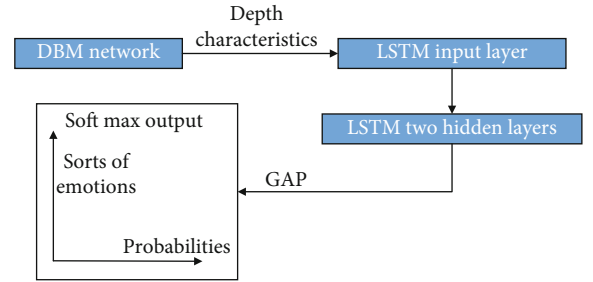 Depth
characteristics
DBM network
LSTM input layer
LSTM two hidden layers
Soft max output
Sorts of
emotions
GAP
Probabilities